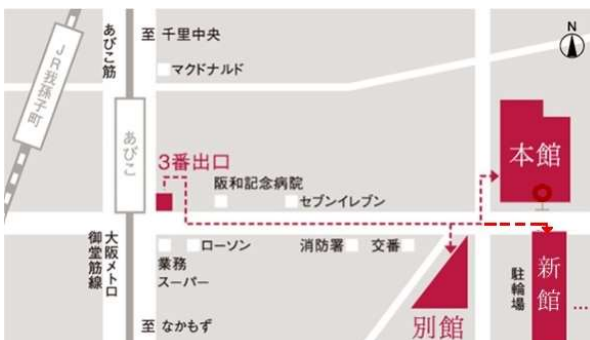 あびこ筋
至 千里中央
N
マクドナルド
JR我孫子町
あびこ
3番出口
本館
阪和記念病院
セブンイレブン
大阪メトロ
御堂筋線
ローソン
消防署
交番
業務
スーパー
駐輪場
新館
至 なかもず
別館